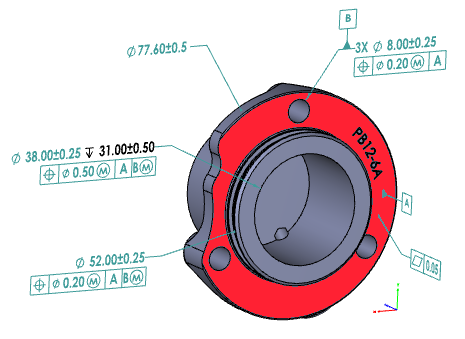 B
⌀77.60±0.5
3X ⌀ 8.00±0.25
⌖ ⌀ 0.20 Ⓜ A
PB12-6A
⌀ 38.00±0.25 ↧ 31.00±0.50
⌖ ⌀ 0.50 Ⓜ A BⓂ
A
⏥ 0.05
⌀ 52.00±0.25
⌖ ⌀ 0.20 Ⓜ A BⓂ